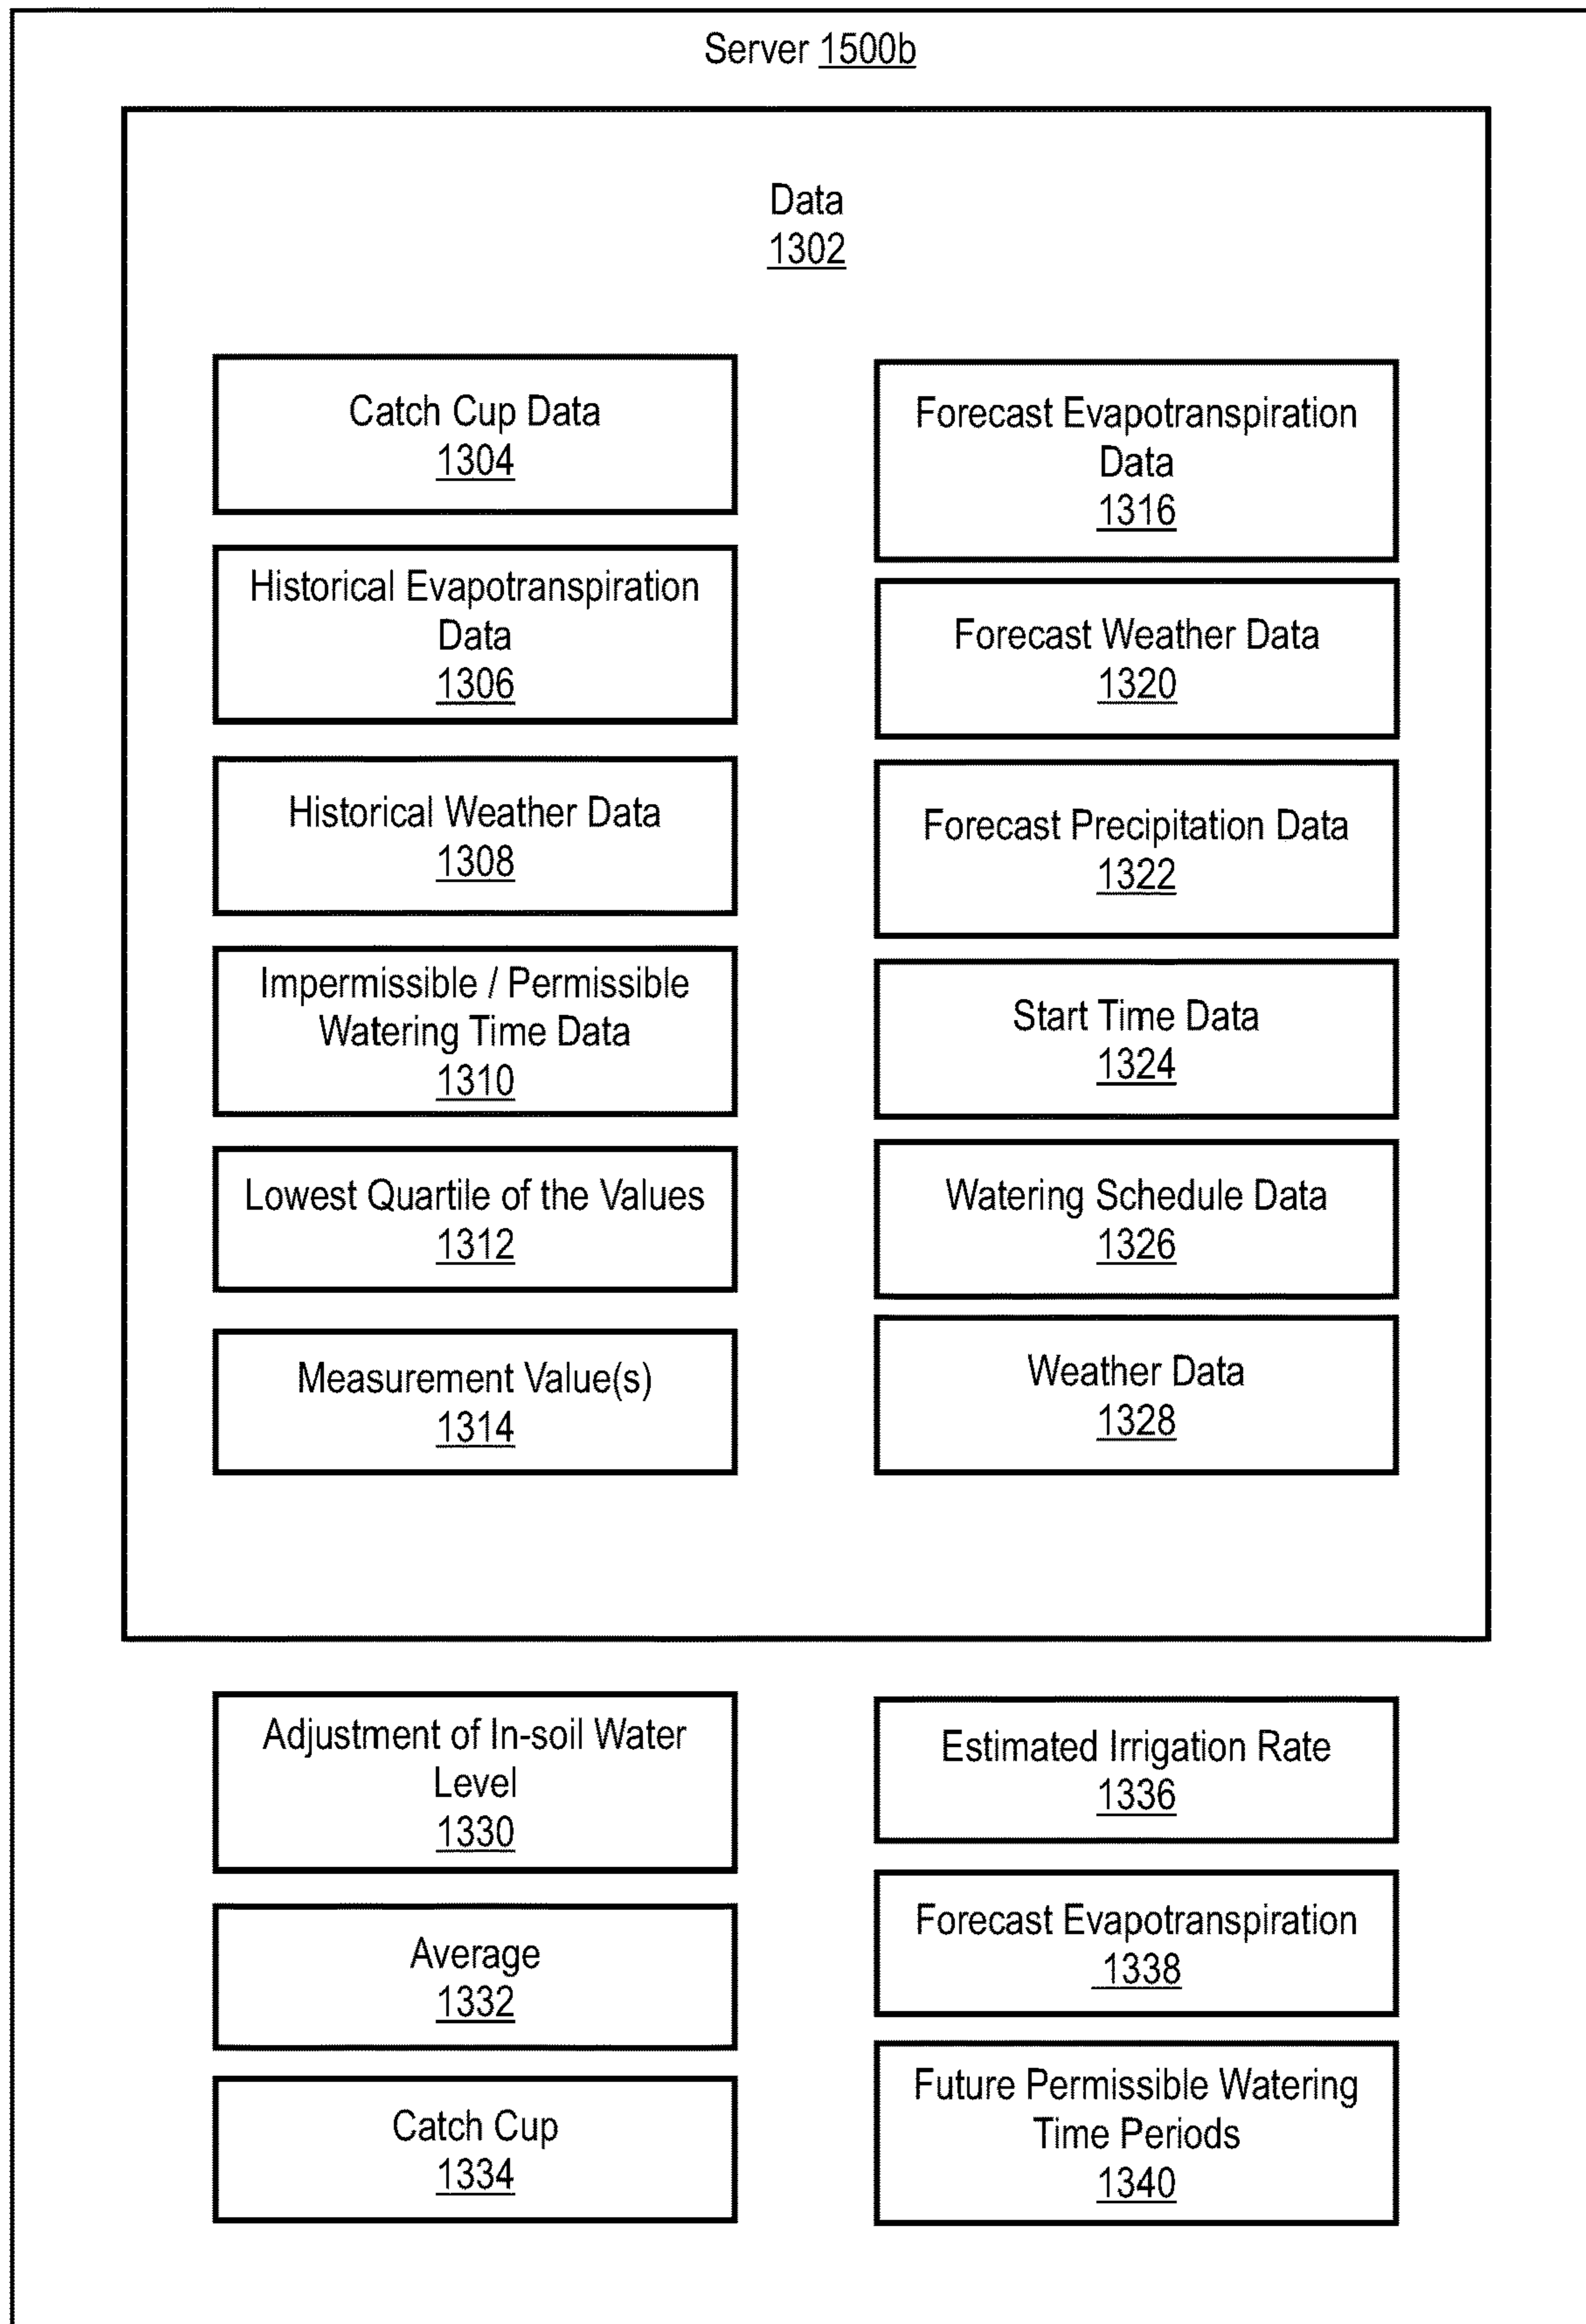 Server 1500b
Data
1302
Catch Cup Data
1304
Historical Evapotranspiration
Data
1306
Historical Weather Data
1308
Impermissible / Permissible
Watering Time Data
1310
Lowest Quartile of the Values
1312
Measurement Value(s)
1314
Forecast Evapotranspiration
Data
1316
Forecast Weather Data
1320
Forecast Precipitation Data
1322
Start Time Data
1324
Watering Schedule Data
1326
Weather Data
1328
Adjustment of In-soil Water
Level
1330
Average
1332
Catch Cup
1334
Estimated Irrigation Rate
1336
Forecast Evapotranspiration
1338
Future Permissible Watering
Time Periods
1340